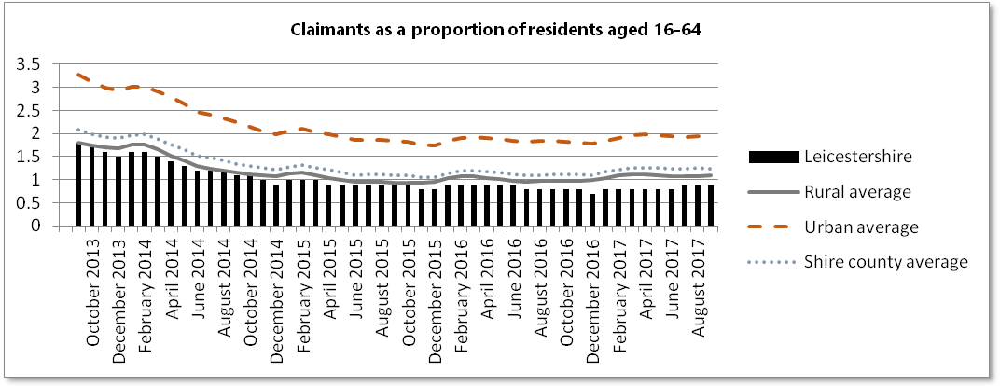 Claimants as a proportion of residents aged 16-64
3.5
3
2.5
2
1.5
1
0.5
0
October 2013
December 2013
February 2014
April 2014
June 2014
August 2014
October 2014
December 2014
February 2015
April 2015
June 2015
August 2015
October 2015
December 2015
February 2016
April 2016
June 2016
August 2016
October 2016
December 2016
February 2017
April 2017
June 2017
August 2017
Leicestershire
Rural average
Urban average
Shire county average